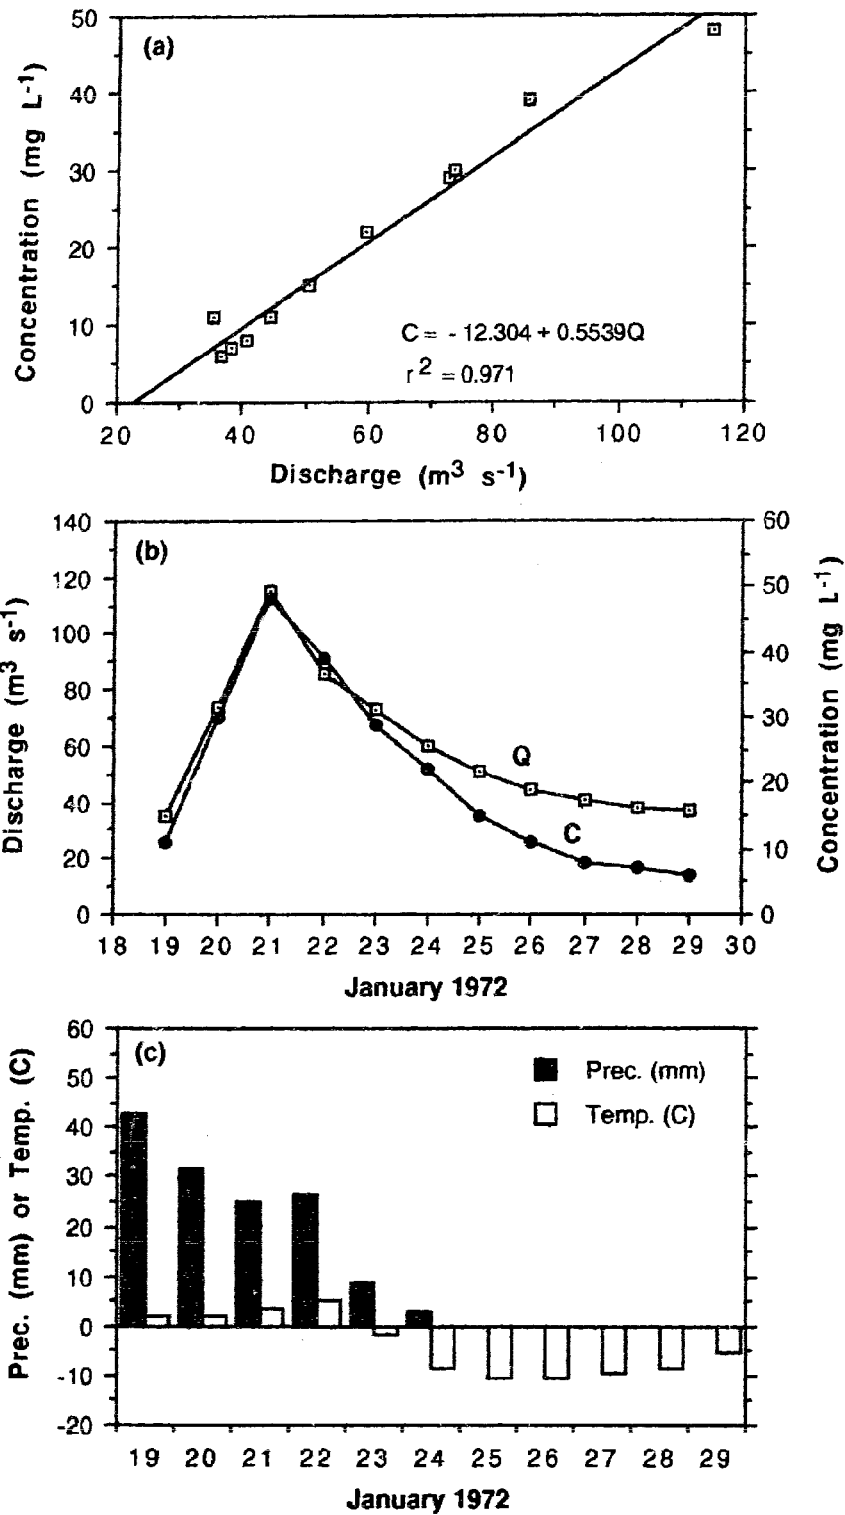 (a)
Concentration (mg L-1)
50
40
30
20
10
0
C = - 12.304 + 0.5539Q
r2 = 0.971
20 40 60 80 100 120
Discharge (m3 s-1)
(b)
Discharge (m3 s-1)
140
120
100
80
60
40
20
0
Q
C
60
50
40
30
20
10
0
Concentration (mg L-1)
18 19 20 21 22 23 24 25 26 27 28 29 30
January 1972
(c)
Prec. (mm) or Temp. (C)
60
50
40
30
20
10
0
-10
-20
Prec. (mm)
Temp. (C)
19 20 21 22 23 24 25 26 27 28 29
January 1972